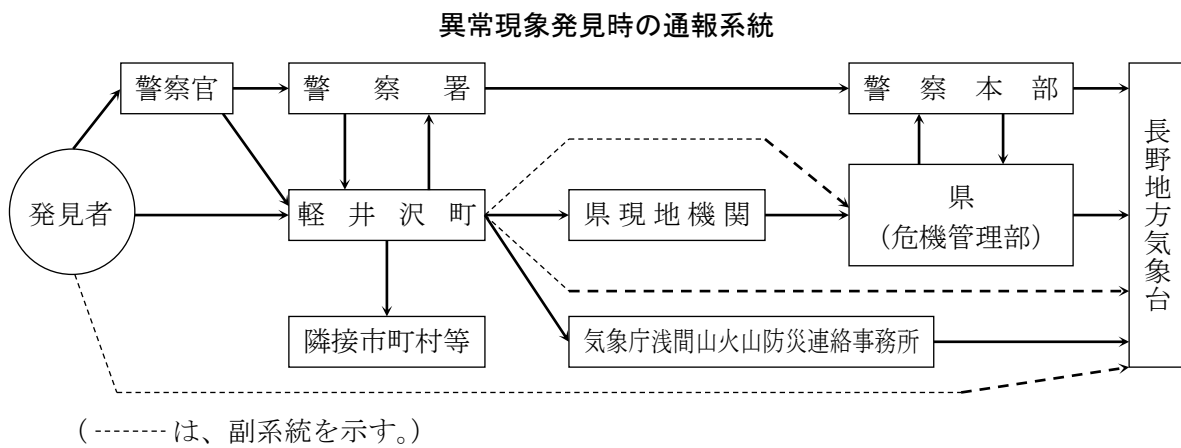 異常現象発見時の通報系統
警察官
警察署
警察本部
発見者
軽井沢町
県現地機関
県
（危機管理部）
長野地方気象台
隣接市町村等
気象庁浅間山火山防災連絡事務所
（--------は、副系統を示す。）